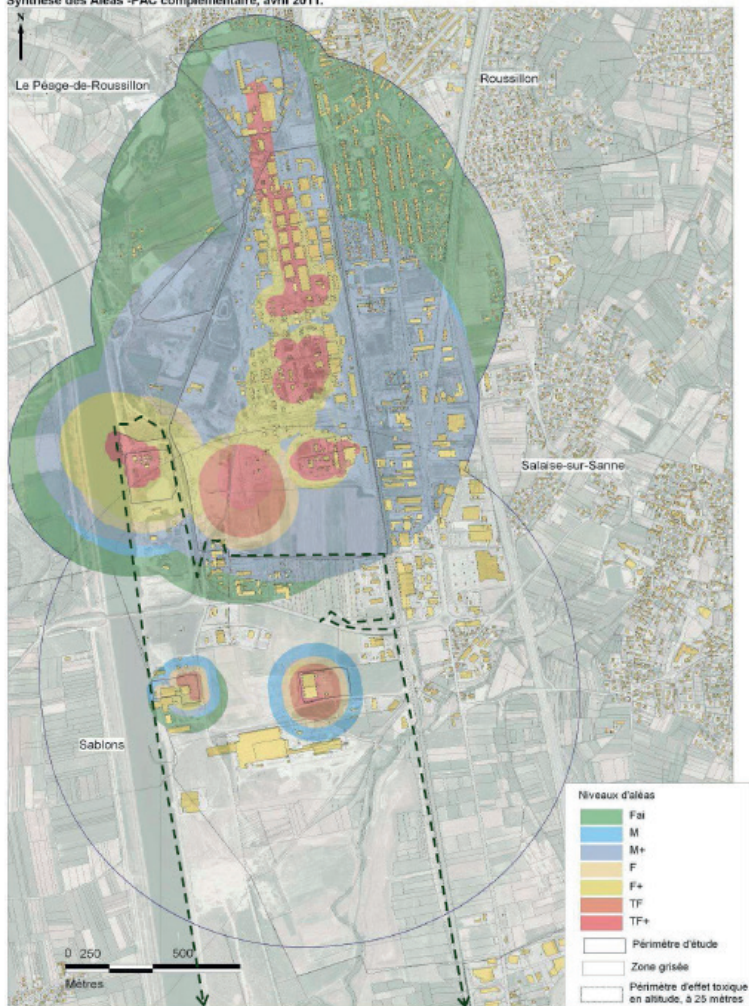 Synthèse des Aléas -PAC complémentaire, avril 2011.
N
Le Péage-de-Roussillon
Roussillon
Salaise-sur-Sanne
Sablons
0 250 500
Mètres
Niveaux d'aléas
Fai
M
M+
F
F+
TF
TF+
Périmètre d'étude
Zone grisée
Périmètre d'effet toxique
en altitude, à 25 mètres